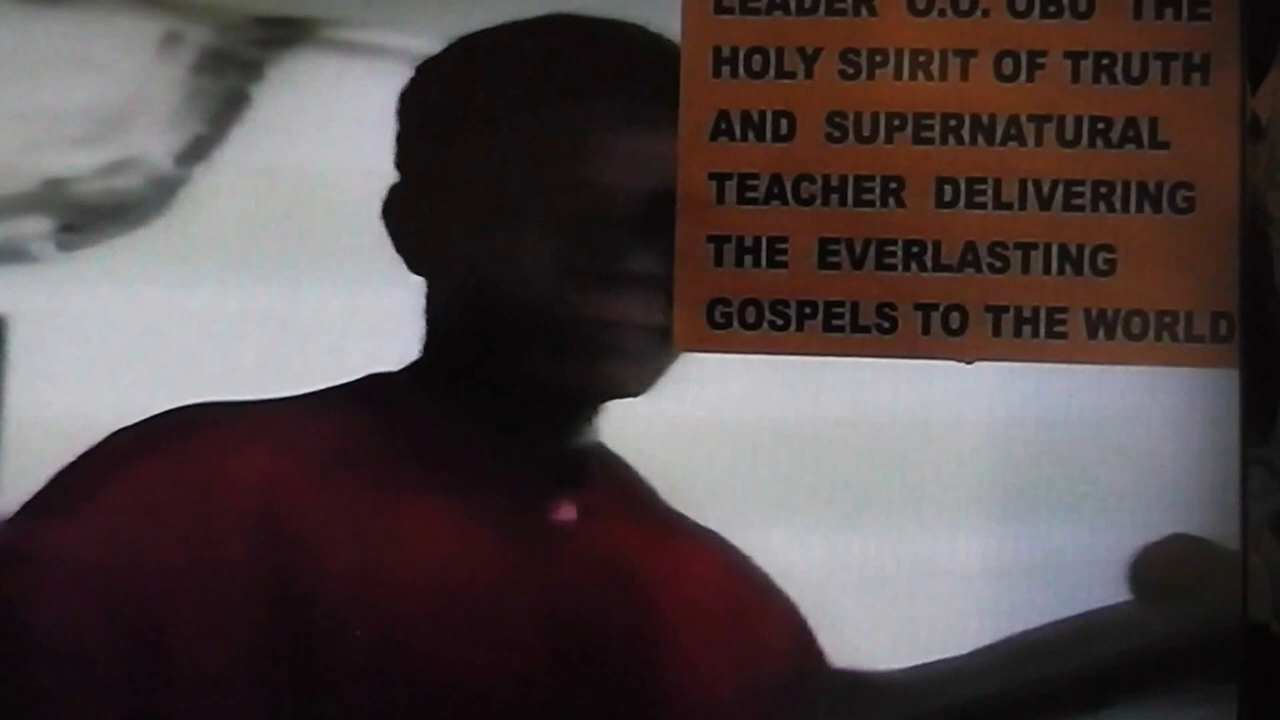 LEADER O.O. OBU THE
HOLY SPIRIT OF TRUTH
AND SUPERNATURAL
TEACHER DELIVERING
THE EVERLASTING
GOSPELS TO THE WORLD